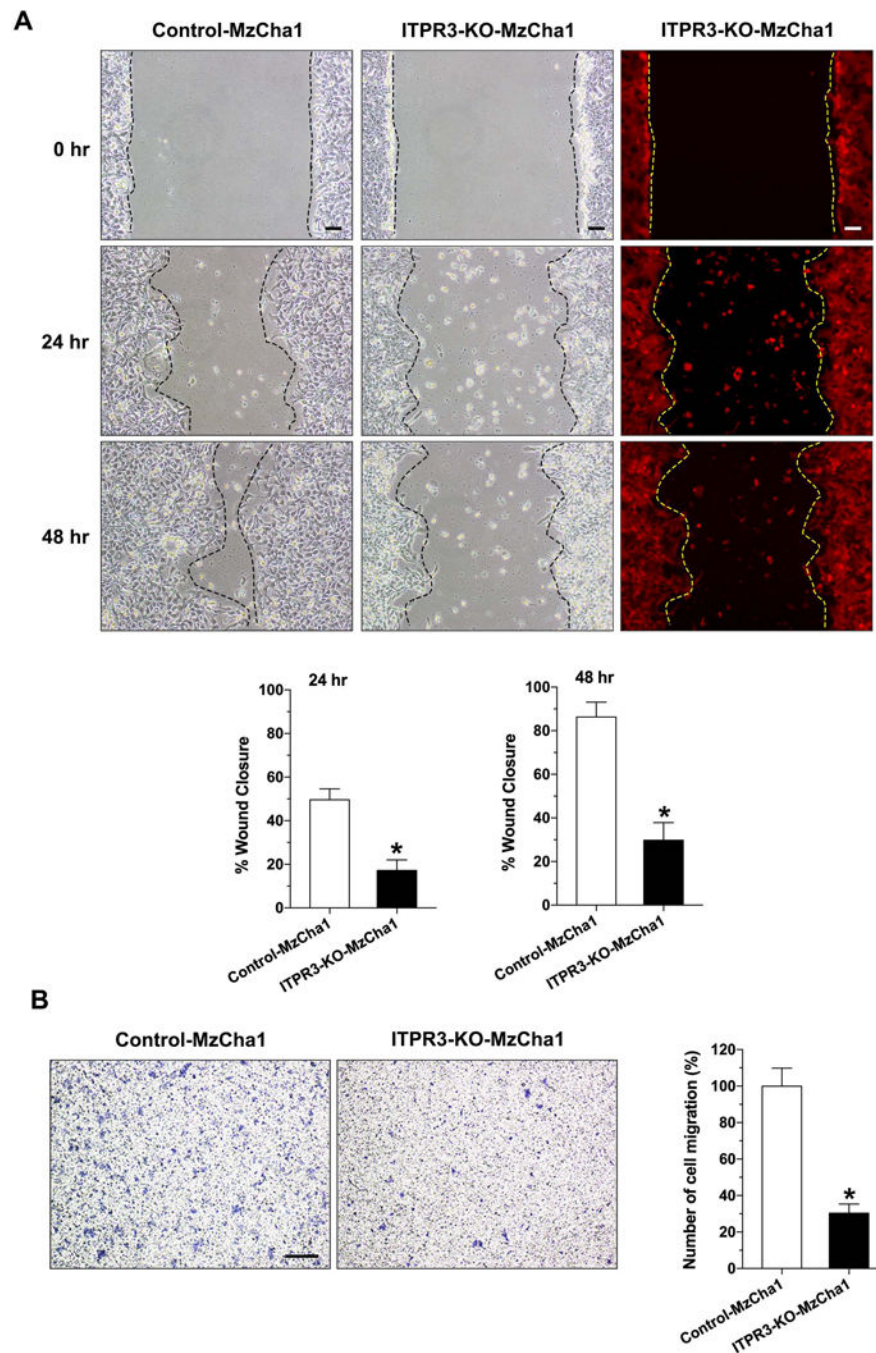 A
Control-MzCha1 ITPR3-KO-MzCha1 ITPR3-KO-MzCha1
0 hr
24 hr
48 hr
24 hr
% Wound Closure
100
80
60
40
20
0
Control-MzCha1
ITPR3-KO-MzCha1
*
48 hr
% Wound Closure
100
80
60
40
20
0
Control-MzCha1
ITPR3-KO-MzCha1
*
B
Control-MzCha1 ITPR3-KO-MzCha1
Number of cell migration (%)
120
100
80
60
40
20
0
Control-MzCha1
ITPR3-KO-MzCha1
*